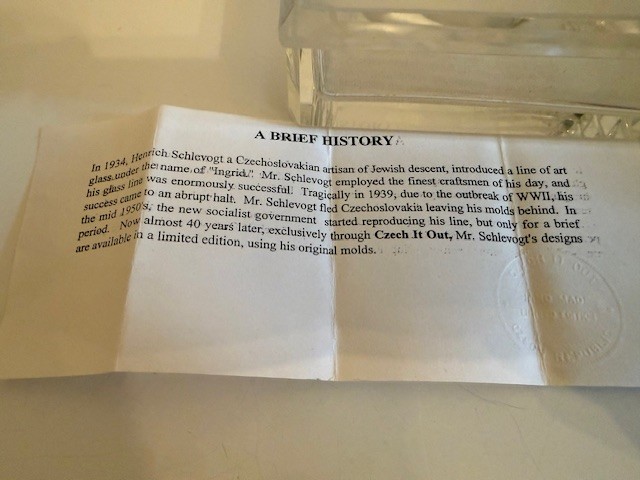 A BRIEF HISTORY
In 1934, Henrich Schlevogt a Czechoslovakian artisan of Jewish descent, introduced a line of art
glass under the name of "Ingrid." Mr. Schlevogt employed the finest craftsmen of his day, and
his glass line was enormously successful. Tragically in 1939, due to the outbreak of WWII, his
success came to an abrupt halt. Mr. Schlevogt fled Czechoslovakia leaving his molds behind. In
the mid 1950's, the new socialist government started reproducing his line, but only for a brief
period. Now almost 40 years later, exclusively through Czech It Out, Mr. Schlevogt's designs
are available in a limited edition, using his original molds.
CZECH REPUBLIC